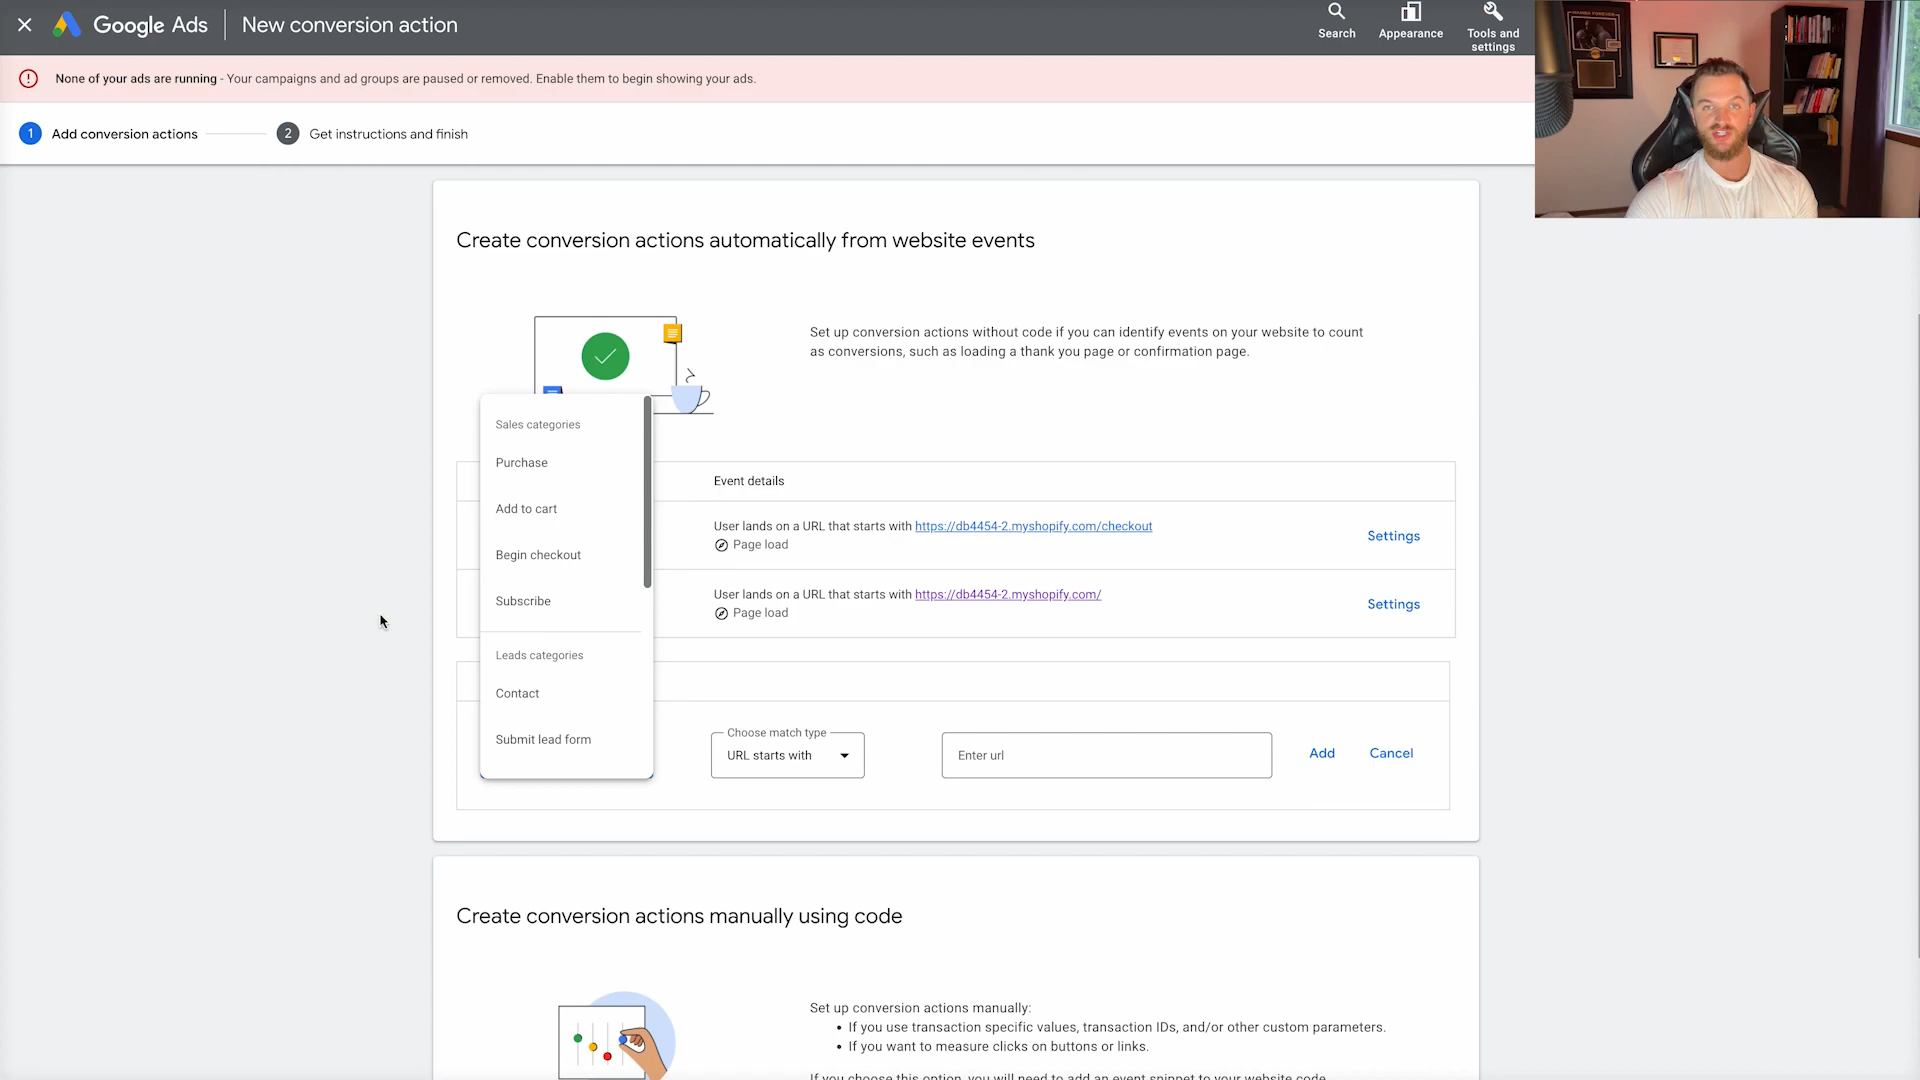 Google Ads
New conversion action
Search
Appearance
Tools and
settings
None of your ads are running - Your campaigns and ad groups are paused or removed. Enable them to begin showing your ads.
1 Add conversion actions
2 Get instructions and finish
Create conversion actions automatically from website events
Set up conversion actions without code if you can identify events on your website to count
as conversions, such as loading a thank you page or confirmation page.
Sales categories
Purchase
Add to cart
Begin checkout
Subscribe
Leads categories
Contact
Submit lead form
Event details
User lands on a URL that starts with https://db4454-2.myshopify.com/checkout
Page load
Settings
User lands on a URL that starts with https://db4454-2.myshopify.com/
Page load
Settings
Choose match type
URL starts with
Enter url
Add
Cancel
Create conversion actions manually using code
Set up conversion actions manually:
• If you use transaction specific values, transaction IDs, and/or other custom parameters.
• If you want to measure clicks on buttons or links.
If you choose this option, you will need to add an event snippet to your website code.